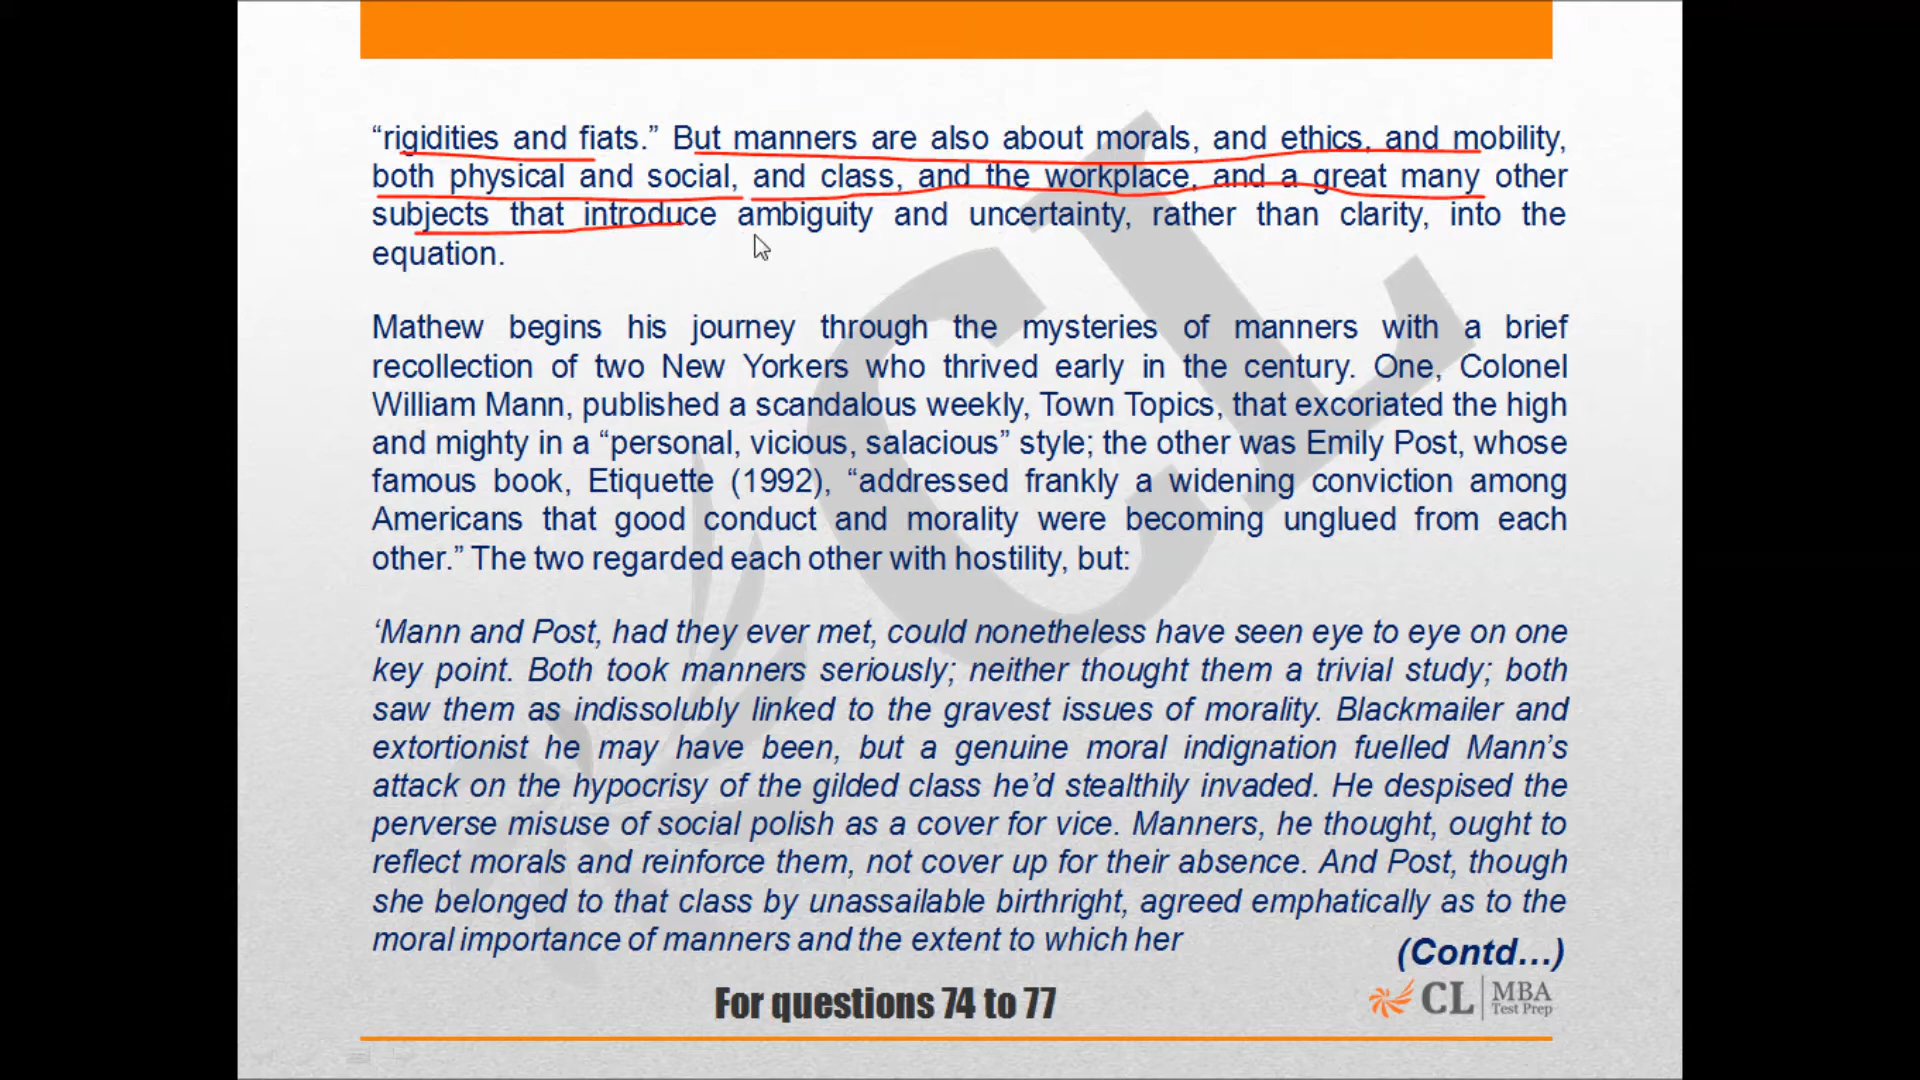 “rigidities and fiats.” But manners are also about morals, and ethics, and mobility,
both physical and social, and class, and the workplace, and a great many other
subjects that introduce ambiguity and uncertainty, rather than clarity, into the
equation.
Mathew begins his journey through the mysteries of manners with a brief
recollection of two New Yorkers who thrived early in the century. One, Colonel
William Mann, published a scandalous weekly, Town Topics, that excoriated the high
and mighty in a “personal, vicious, salacious” style; the other was Emily Post, whose
famous book, Etiquette (1992), “addressed frankly a widening conviction among
Americans that good conduct and morality were becoming unglued from each
other.” The two regarded each other with hostility, but:
‘Mann and Post, had they ever met, could nonetheless have seen eye to eye on one
key point. Both took manners seriously; neither thought them a trivial study; both
saw them as indissolubly linked to the gravest issues of morality. Blackmailer and
extortionist he may have been, but a genuine moral indignation fuelled Mann’s
attack on the hypocrisy of the gilded class he’d stealthily invaded. He despised the
perverse misuse of social polish as a cover for vice. Manners, he thought, ought to
reflect morals and reinforce them, not cover up for their absence. And Post, though
she belonged to that class by unassailable birthright, agreed emphatically as to the
moral importance of manners and the extent to which her
(Contd...)
For questions 74 to 77
CL MBA
Test Prep
CL